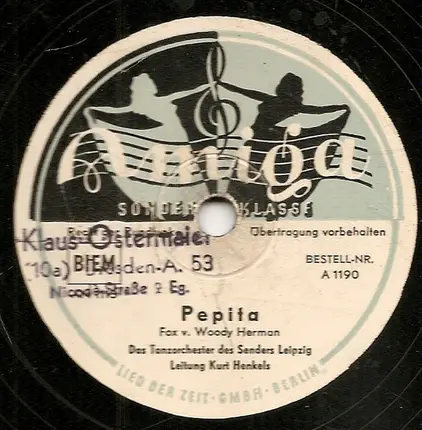 Amiga
SONDER KLASSE
Übertragung vorbehalten
Klaus Ostermaier
(10a) Dresden-A. 53
BIEM
Straße 2 Eg.
BESTELL-NR.
A 1190
Pepita
Fox v. Woody Herman
Das Tanzorchester des Senders Leipzig
Leitung Kurt Henkels
LIED DER ZEIT · GMBH · BERLIN